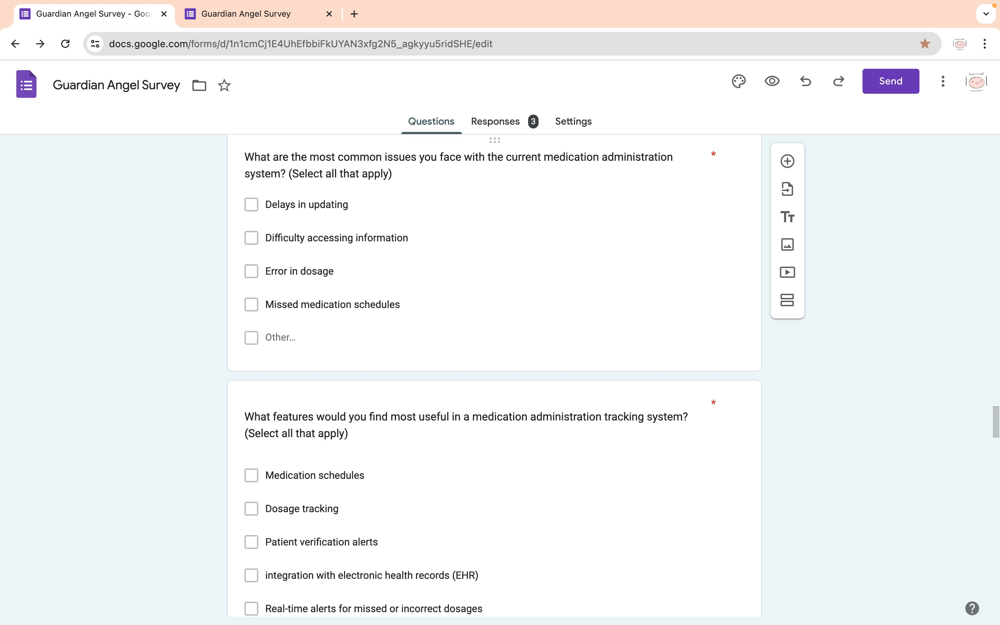 Guardian Angel Survey - Goo
Guardian Angel Survey
docs.google.com/forms/d/1n1cmCj1E4UhEfbbiFkUYAN3xfg2N5_agkyyu5ridSHE/edit
Guardian Angel Survey
Send
Questions
Responses 3
Settings
What are the most common issues you face with the current medication administration *
system? (Select all that apply)
Delays in updating
Difficulty accessing information
Error in dosage
Missed medication schedules
Other...
*
What features would you find most useful in a medication administration tracking system?
(Select all that apply)
Medication schedules
Dosage tracking
Patient verification alerts
integration with electronic health records (EHR)
Real-time alerts for missed or incorrect dosages